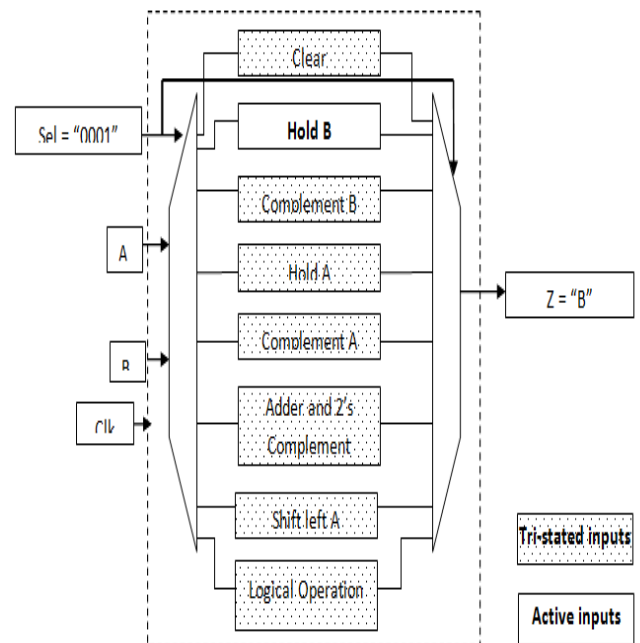 Clear
Sel = "0001"
Hold B
Complement B
A
Hold A
Z = "B"
Complement A
B
Clk
Adder and 2's
Complement
Shift left A
Tri-stated inputs
Logical Operation
Active inputs